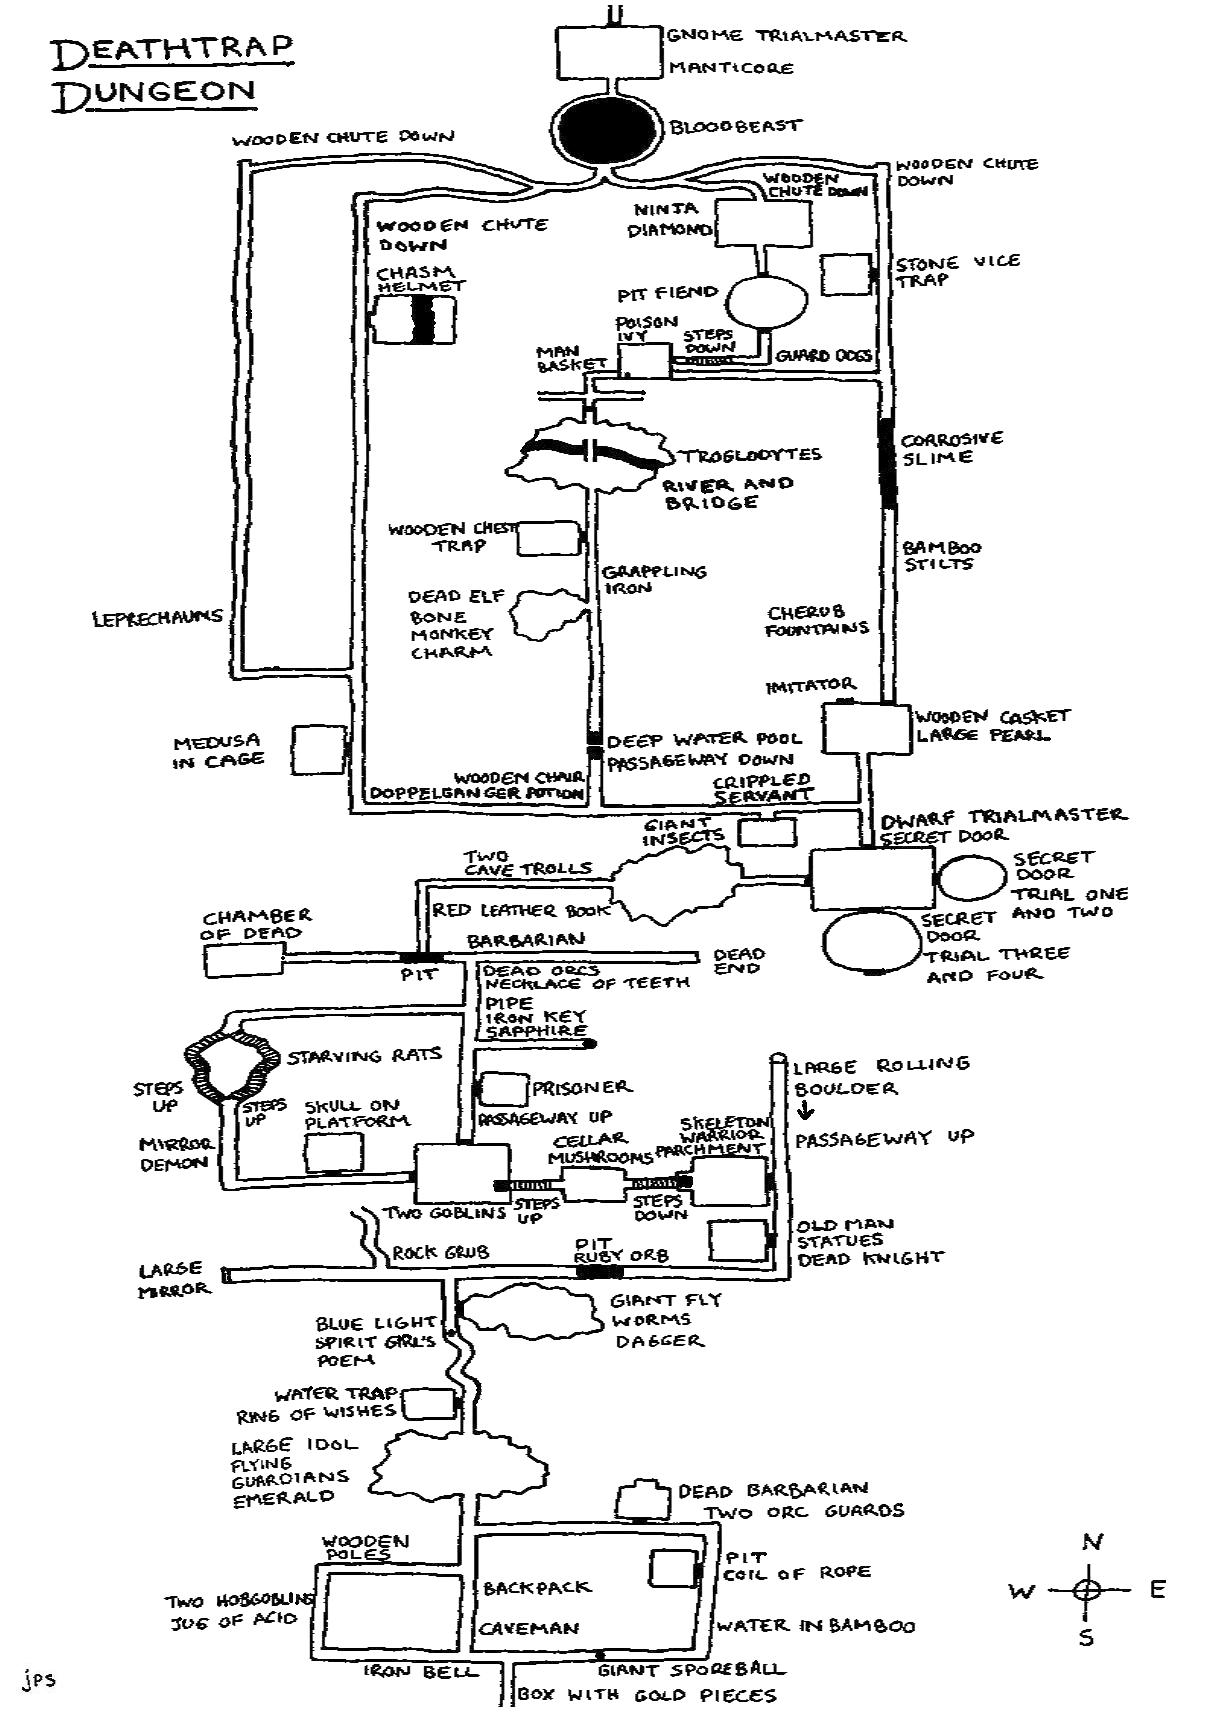 DEATHTRAP
DUNGEON
GNOME TRIALMASTER
MANTICORE
BLOODBEAST
WOODEN CHUTE DOWN
WOODEN CHUTE
DOWN
WOODEN
CHUTE DOWN
NINJA
DIAMOND
WOODEN CHUTE
DOWN
CHASM
HELMET
STONE VICE
TRAP
PIT FIEND
POISON
IVY
STEPS
DOWN
GUARD DOGS
MAN
BASKET
CORROSIVE
SLIME
TROGLODYTES
RIVER AND
BRIDGE
WOODEN CHEST
TRAP
BAMBOO
STILTS
GRAPPLING
IRON
DEAD ELF
BONE
MONKEY
CHARM
LEPRECHAUNS
CHERUB
FOUNTAINS
IMITATOR
WOODEN CASKET
LARGE PEARL
MEDUSA
IN CAGE
DEEP WATER POOL
PASSAGEWAY DOWN
WOODEN CHAIR
DOPPELGANGER POTION
CRIPPLED
SERVANT
GIANT
INSECTS
DWARF TRIALMASTER
SECRET DOOR
SECRET
DOOR
TRIAL ONE
AND TWO
SECRET
DOOR
TRIAL THREE
AND FOUR
TWO
CAVE TROLLS
RED LEATHER BOOK
CHAMBER
OF DEAD
BARBARIAN
DEAD
END
PIT
DEAD ORCS
NECKLACE OF TEETH
PIPE
IRON KEY
SAPPHIRE
STARVING RATS
STEPS
UP
STEPS
UP
PRISONER
LARGE ROLLING
BOULDER
SKULL ON
PLATFORM
PASSAGEWAY UP
MIRROR
DEMON
CELLAR
MUSHROOMS
SKELETON
WARRIOR
PARCHMENT
PASSAGEWAY UP
TWO GOBLINS
STEPS
UP
STEPS
DOWN
OLD MAN
STATUES
DEAD KNIGHT
ROCK GRUB
PIT
RUBY ORB
LARGE
MIRROR
GIANT FLY
WORMS
DAGGER
BLUE LIGHT
SPIRIT GIRL'S
POEM
WATER TRAP
RING OF WISHES
LARGE IDOL
FLYING
GUARDIANS
EMERALD
DEAD BARBARIAN
TWO ORC GUARDS
WOODEN
POLES
PIT
COIL OF ROPE
TWO HOBGOBLINS
JUG OF ACID
BACKPACK
CAVEMAN
WATER IN BAMBOO
IRON BELL
GIANT SPOREBALL
BOX WITH GOLD PIECES
N
W E
S
jps